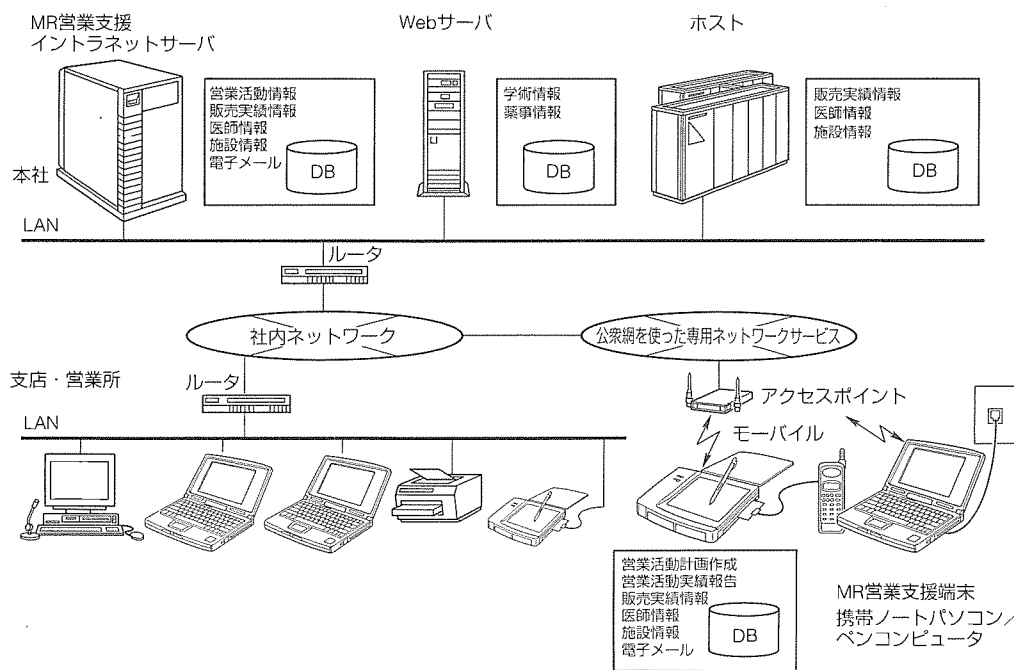 MR営業支援
イントラネットサーバ
Webサーバ
ホスト
営業活動情報
販売実績情報
医師情報
施設情報
電子メール
DB
学術情報
薬事情報
DB
販売実績情報
医師情報
施設情報
DB
本社
LAN
ルータ
社内ネットワーク
公衆網を使った専用ネットワークサービス
支店・営業所
ルータ
アクセスポイント
LAN
モーバイル
営業活動計画作成
営業活動実績報告
販売実績情報
医師情報
施設情報
電子メール
DB
MR営業支援端末
携帯ノートパソコン/
ペンコンピュータ